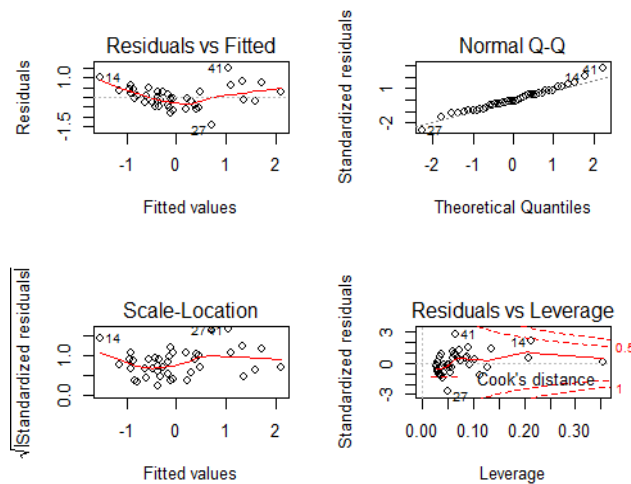 Residuals vs Fitted
Residuals
1.0
-1.5
14
41
27
-1 0 1 2
Fitted values
Normal Q-Q
Standardized residuals
1
-2
27
14
41
-2 -1 0 1 2
Theoretical Quantiles
Scale-Location
√|Standardized residuals|
1.0
0.0
14
27
41
-1 0 1 2
Fitted values
Residuals vs Leverage
Standardized residuals
3
0
-3
41
14
27
Cook's distance
0.5
1
0.00 0.10 0.20 0.30
Leverage